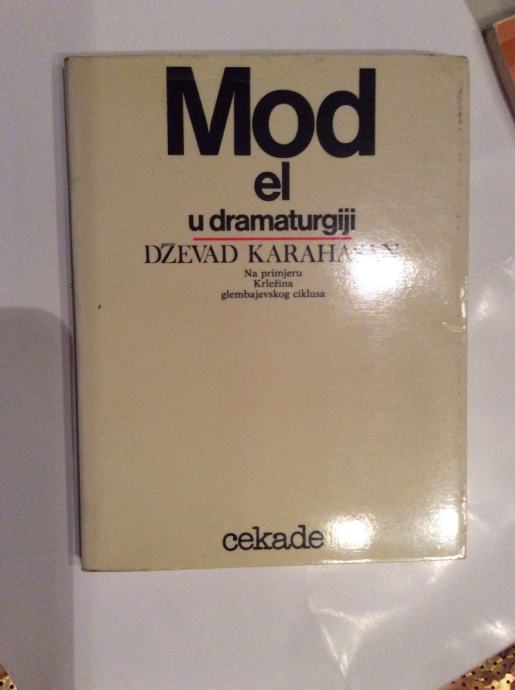 Mod
el
u dramaturgiji
DŽEVAD KARAHASAN
Na primjeru
Krležina
glembajevskog ciklusa
cekade